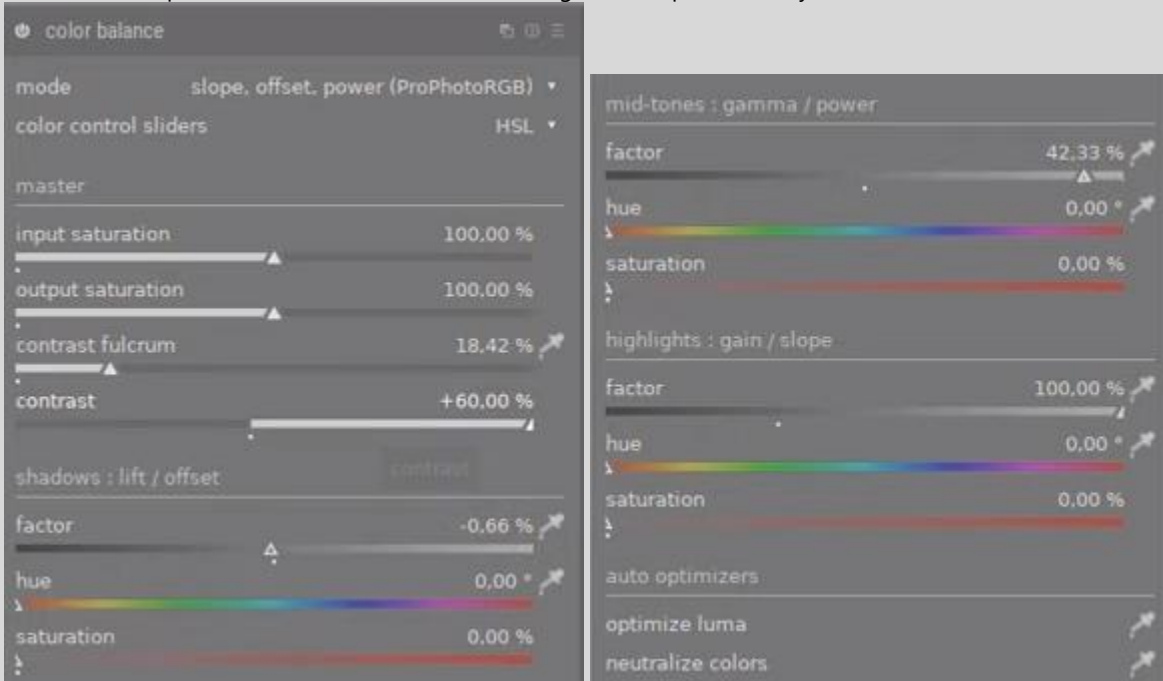 color balance
mode slope, offset, power (ProPhotoRGB)
color control sliders HSL
master
input saturation 100,00 %
output saturation 100,00 %
contrast fulcrum 18,42 %
contrast +60,00 %
contrast
shadows : lift / offset
factor -0,66 %
hue 0,00 °
saturation 0,00 %
mid-tones : gamma / power
factor 42,33 %
hue 0,00 °
saturation 0,00 %
highlights : gain / slope
factor 100,00 %
hue 0,00 °
saturation 0,00 %
auto optimizers
optimize luma
neutralize colors